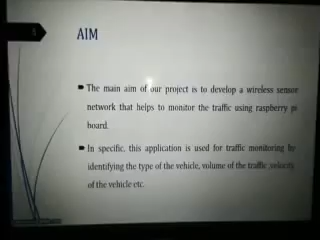 AIM
The main aim of our project is to develop a wireless sensor
network that helps to monitor the traffic using raspberry pi
board.
In specific, this application is used for traffic monitoring by
identifying the type of the vehicle, volume of the traffic ,velocity
of the vehicle etc.